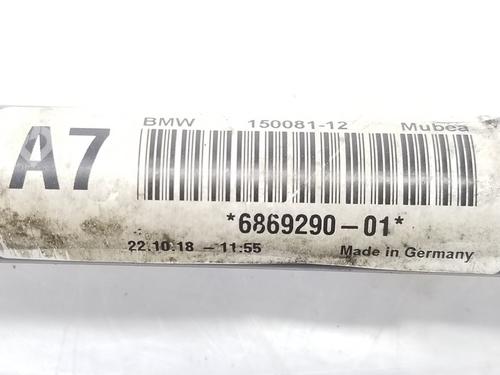 A7
BMW 150081-12 Mubea
*6869290-01*
22.10.18 - 11:55 Made in Germany